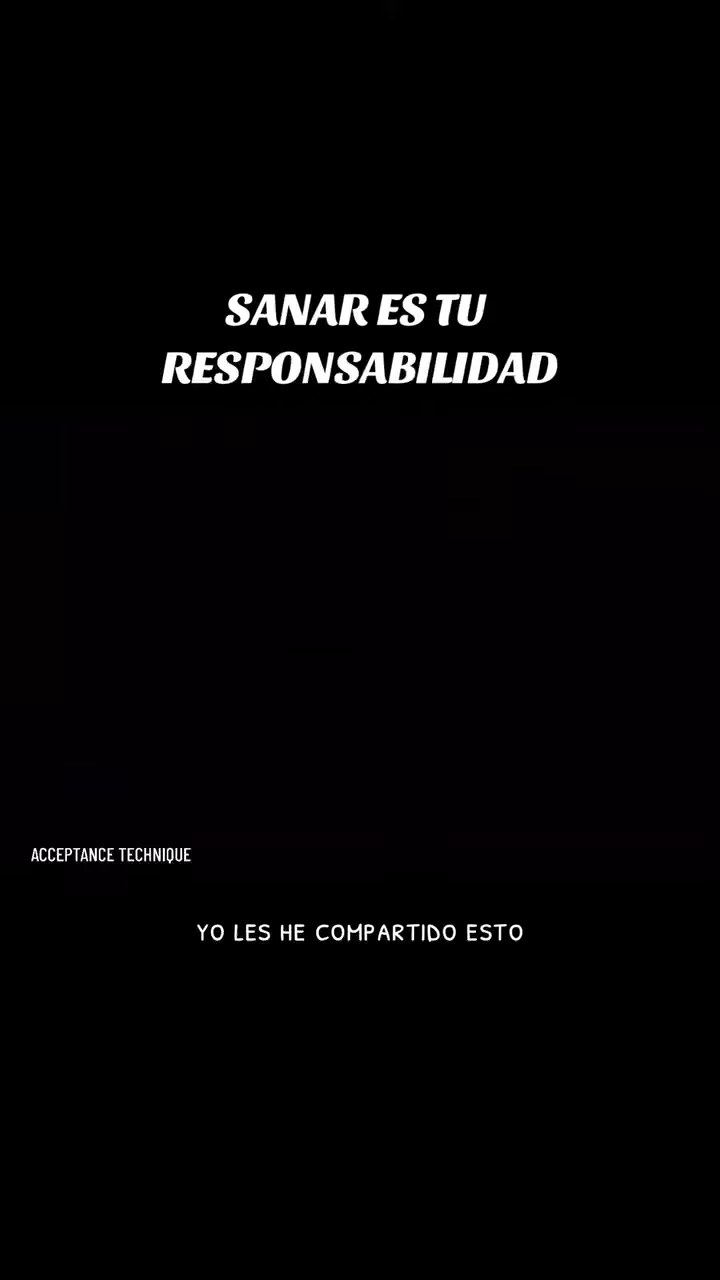 SANAR ES TU
RESPONSABILIDAD
ACCEPTANCE TECHNIQUE
YO LES HE COMPARTIDO ESTO